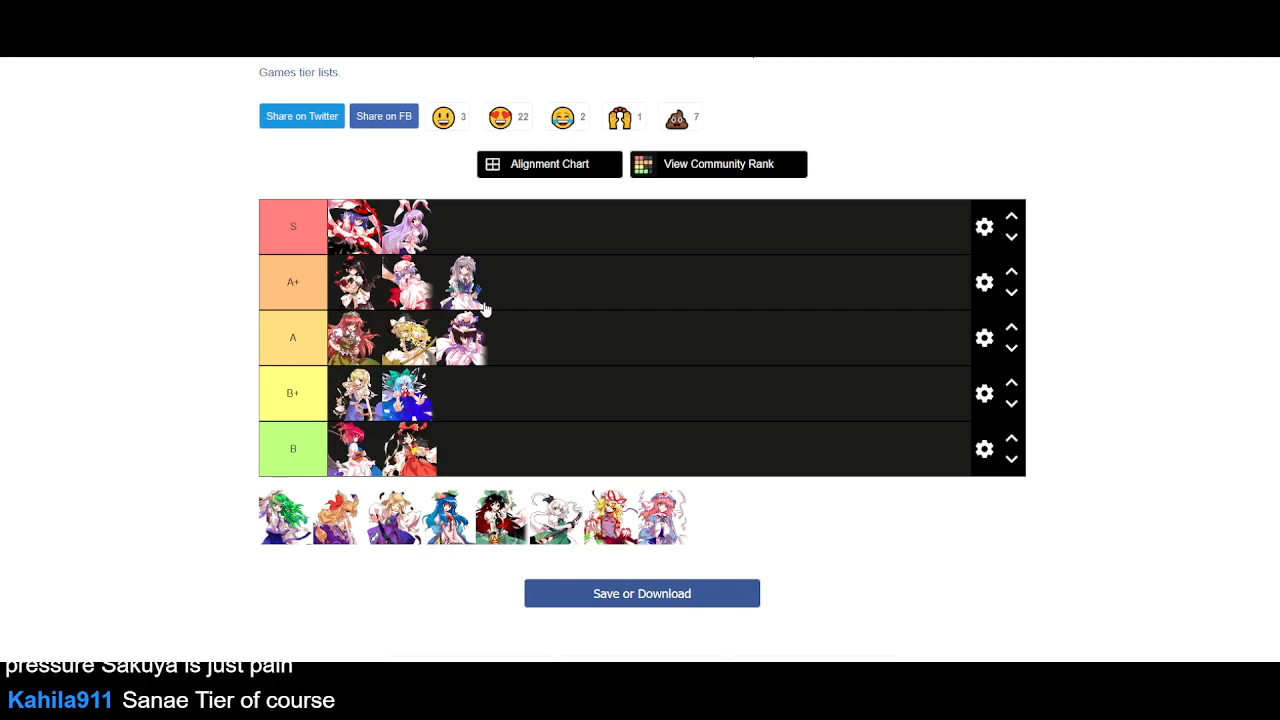 Games tier lists.
Share on Twitter Share on FB 3 22 2 1 7
Alignment Chart View Community Rank
S
A+
A
B+
B
Save or Download
pressure Sakuya is just pain
Kahila911 Sanae Tier of course